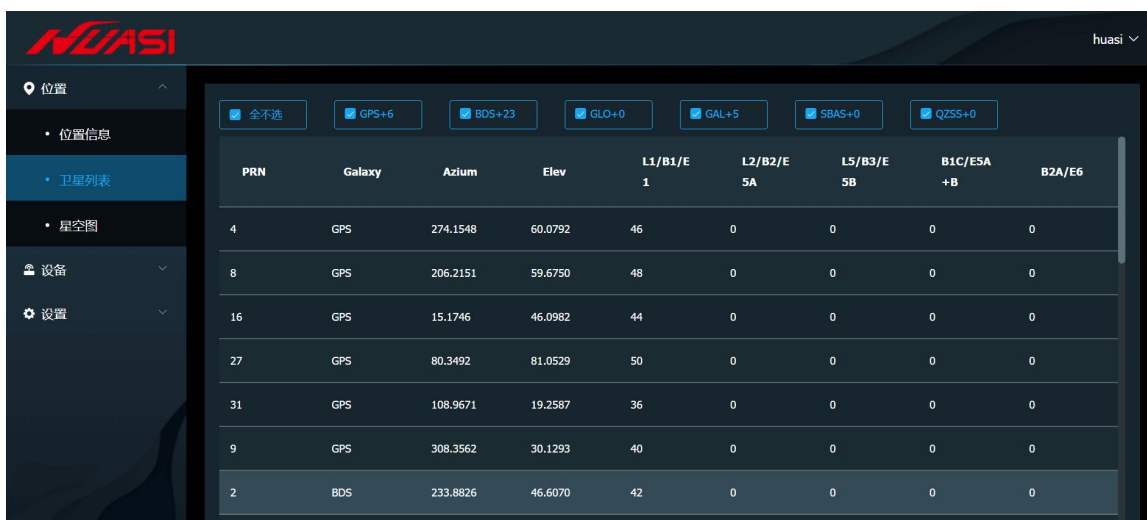 HUASI
huasi
位置
位置信息
卫星列表
星空图
设备
设置
全不选 GPS+6 BDS+23 GLO+0 GAL+5 SBAS+0 QZSS+0
PRN Galaxy Azium Elev L1/B1/E L2/B2/E L5/B3/E B1C/E5A B2A/E6
1 5A 5B +B
4 GPS 274.1548 60.0792 46 0 0 0 0
8 GPS 206.2151 59.6750 48 0 0 0 0
16 GPS 15.1746 46.0982 44 0 0 0 0
27 GPS 80.3492 81.0529 50 0 0 0 0
31 GPS 108.9671 19.2587 36 0 0 0 0
9 GPS 308.3562 30.1293 40 0 0 0 0
2 BDS 233.8826 46.6070 42 0 0 0 0